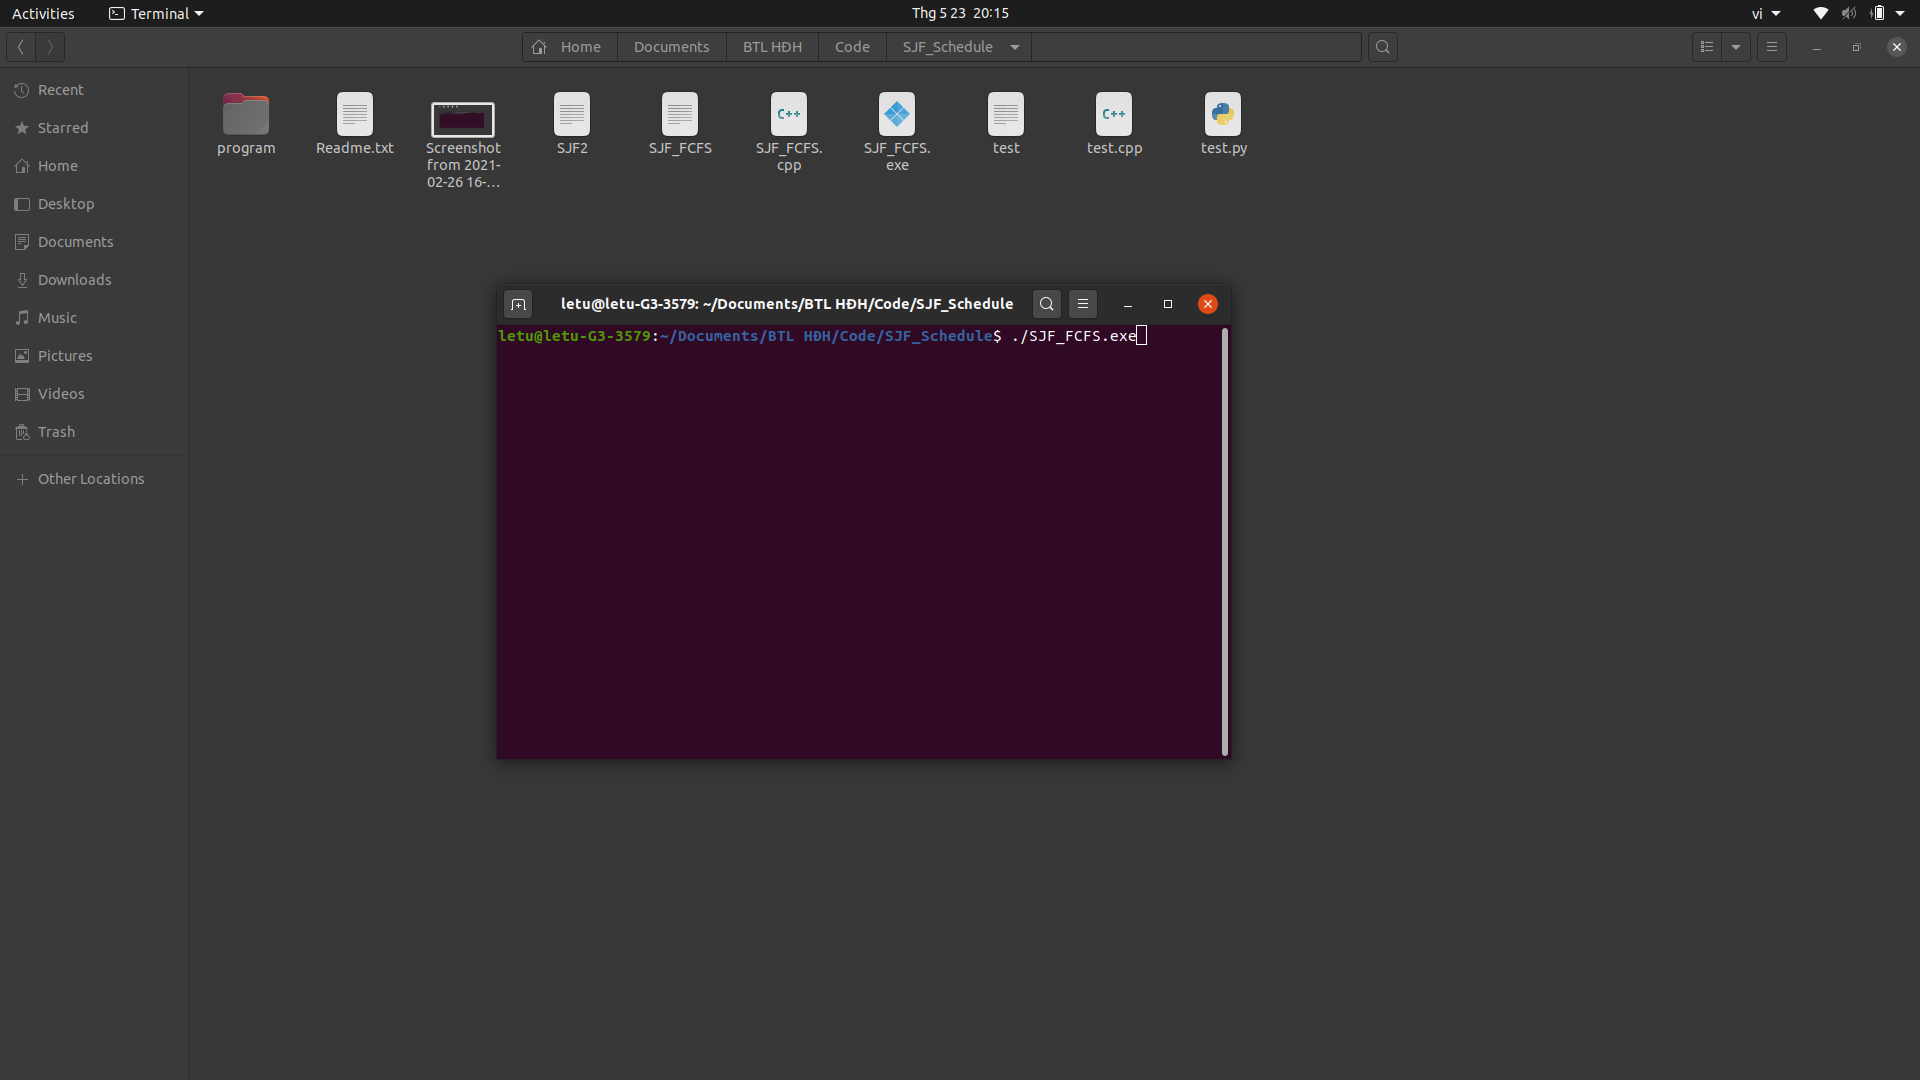 Activities
Terminal
Thg 5 23 20:15
vi
Home
Documents
BTL HĐH
Code
SJF_Schedule
Recent
Starred
Home
Desktop
Documents
Downloads
Music
Pictures
Videos
Trash
Other Locations
program
Readme.txt
Screenshot
from 2021-
02-26 16-…
SJF2
SJF_FCFS
SJF_FCFS.
cpp
SJF_FCFS.
exe
test
test.cpp
test.py
C++
C++
letu@letu-G3-3579: ~/Documents/BTL HĐH/Code/SJF_Schedule
letu@letu-G3-3579:~/Documents/BTL HĐH/Code/SJF_Schedule$ ./SJF_FCFS.exe